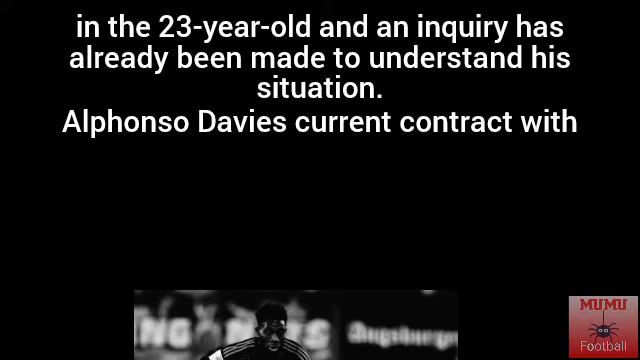 in the 23-year-old and an inquiry has
already been made to understand his
situation.
Alphonso Davies current contract with
Augsburge
MUMU
Football